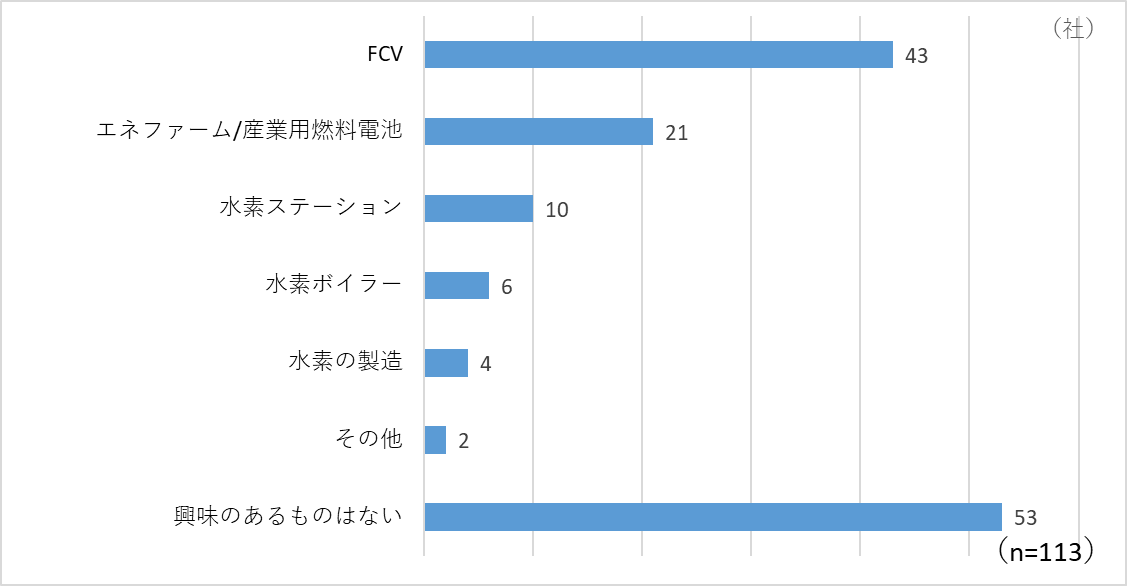 （社）
FCV 43
エネファーム/産業用燃料電池 21
水素ステーション 10
水素ボイラー 6
水素の製造 4
その他 2
興味のあるものはない 53
（n=113）